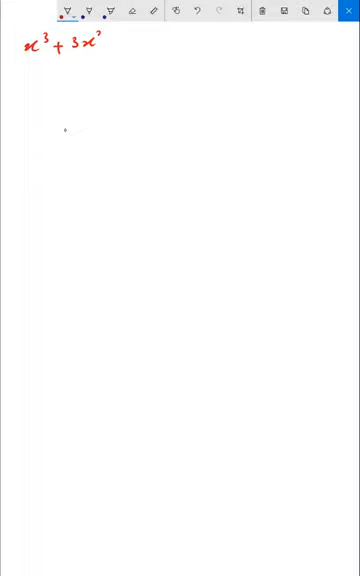 x³ + 3x²